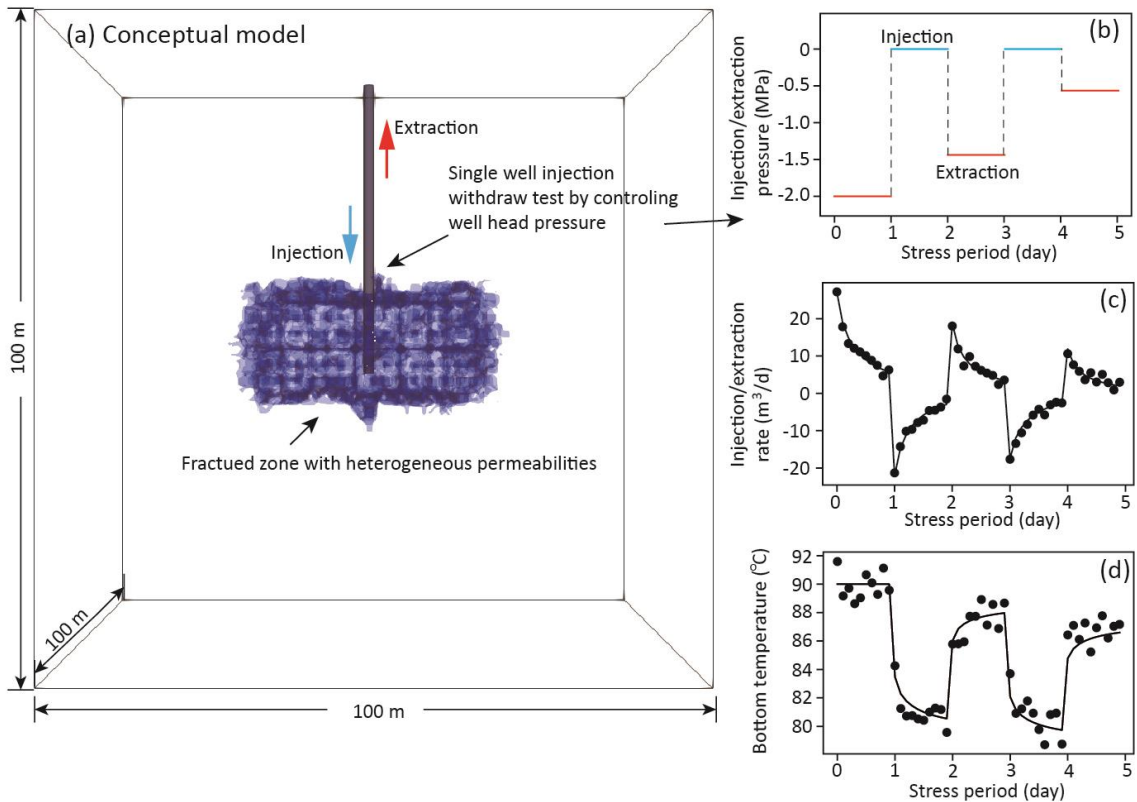 (a) Conceptual model
Extraction
Single well injection
withdraw test by controling
well head pressure
Injection
Fractued zone with heterogeneous permeabilities
100 m
100 m
100 m
(b)
Injection
Extraction
Injection/extraction
pressure (MPa)
0
-0.5
-1.0
-1.5
-2.0
0 1 2 3 4 5
Stress period (day)
(c)
Injection/extraction
rate (m³/d)
20
10
0
-10
-20
0 1 2 3 4 5
Stress period (day)
(d)
Bottom temperature (°C)
92
90
88
86
84
82
80
0 1 2 3 4 5
Stress period (day)